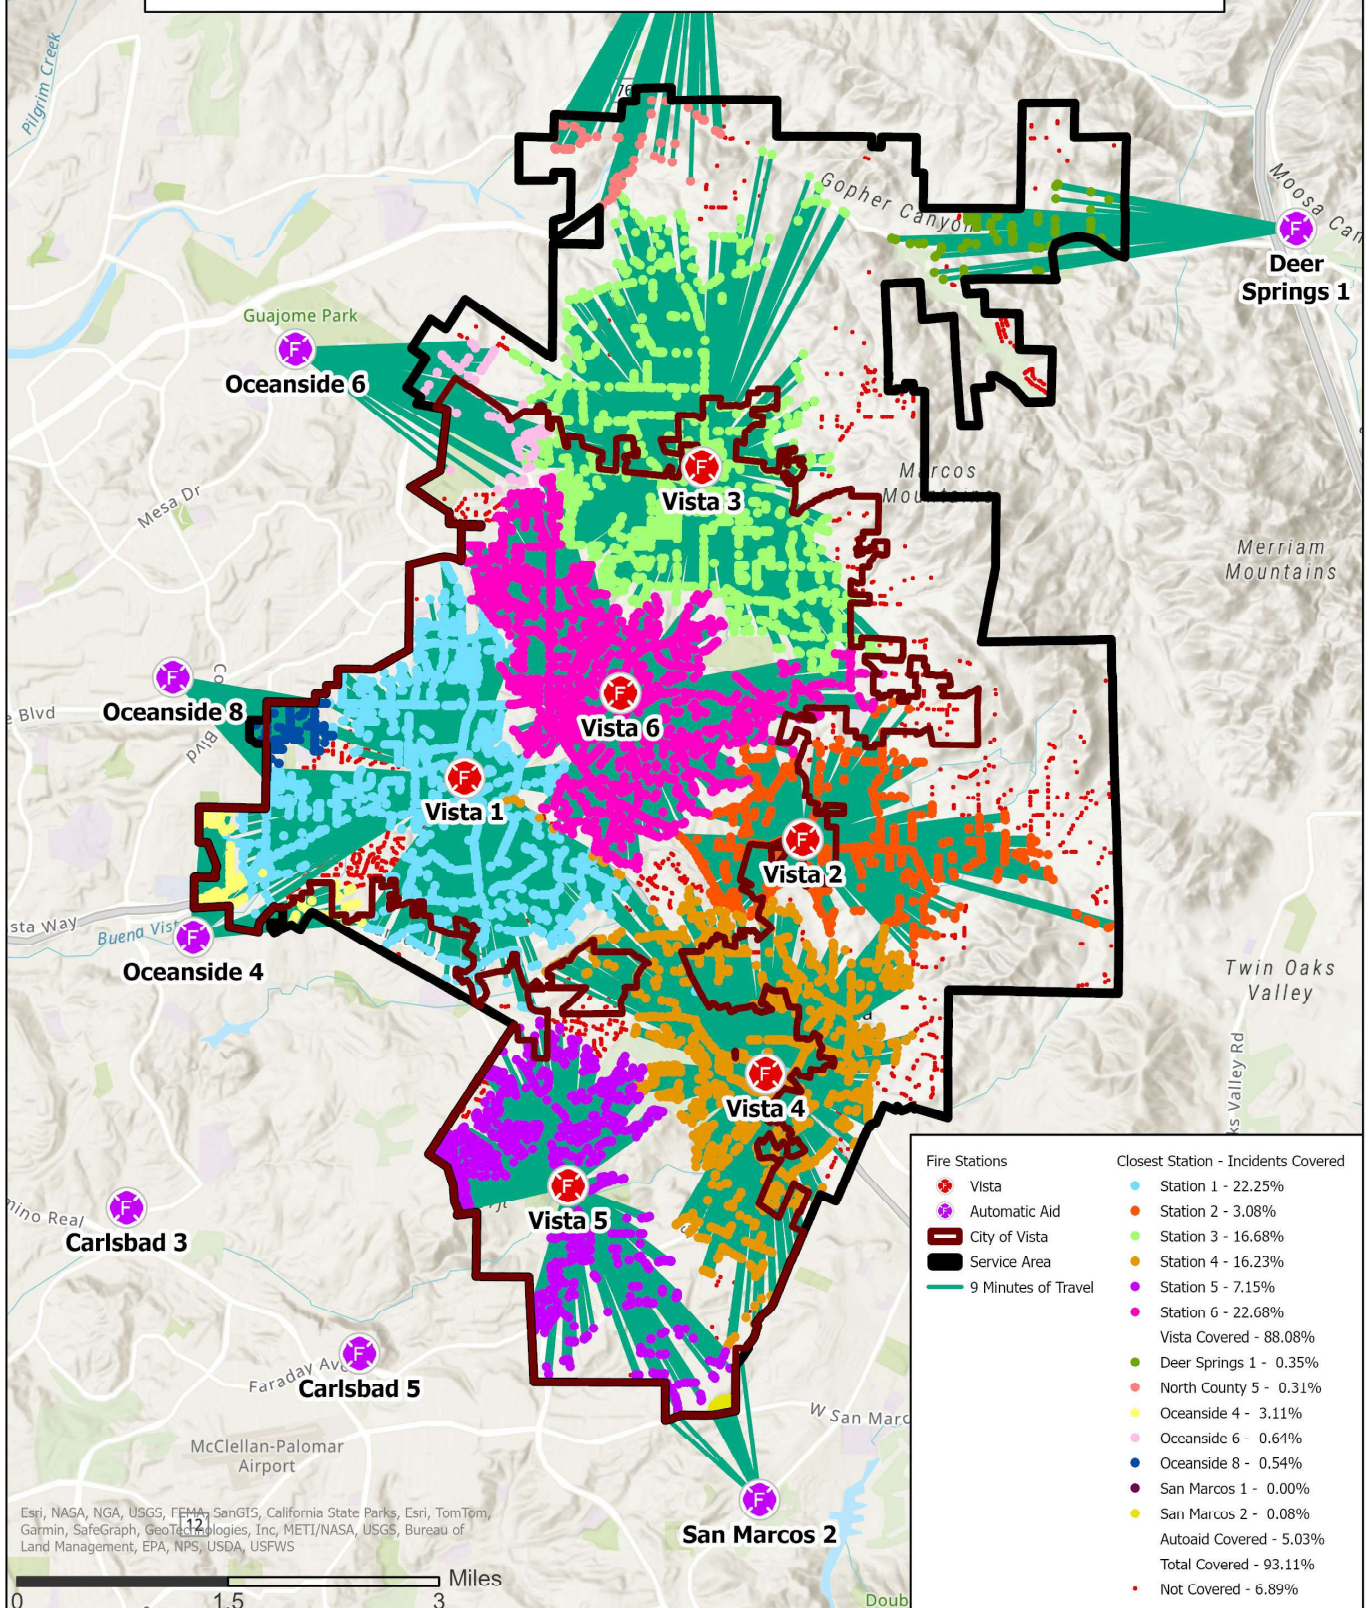 Pilgrim Creek
76
Gopher Canyon
Moosa Can
Deer
Springs 1
Guajome Park
Oceanside 6
Vista 3
Marcos
Mountains
Mesa Dr
Merriam
Mountains
Oceanside 8
e Blvd
Blvd
Vista 6
Vista 1
Vista 2
sta Way
Buena Vista
Oceanside 4
Twin Oaks
Valley
ks Valley Rd
Vista 4
Vista 5
mino Real
Carlsbad 3
Faraday Ave
Carlsbad 5
W San Marc
McClellan-Palomar
Airport
San Marcos 2
Fire Stations
Vista
Automatic Aid
City of Vista
Service Area
9 Minutes of Travel
Closest Station - Incidents Covered
Station 1 - 22.25%
Station 2 - 3.08%
Station 3 - 16.68%
Station 4 - 16.23%
Station 5 - 7.15%
Station 6 - 22.68%
Vista Covered - 88.08%
Deer Springs 1 - 0.35%
North County 5 - 0.31%
Oceanside 4 - 3.11%
Oceanside 6 - 0.64%
Oceanside 8 - 0.54%
San Marcos 1 - 0.00%
San Marcos 2 - 0.08%
Autoaid Covered - 5.03%
Total Covered - 93.11%
Not Covered - 6.89%
Esri, NASA, NGA, USGS, FEMA, SanGIS, California State Parks, Esri, TomTom,
Garmin, SafeGraph, GeoTechnologies, Inc, METI/NASA, USGS, Bureau of
Land Management, EPA, NPS, USDA, USFWS
12
Miles
0 1.5 3
Doub